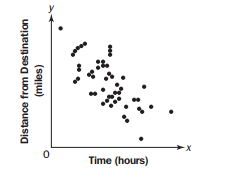 y
Distance from Destination
(miles)
0
x
Time (hours)